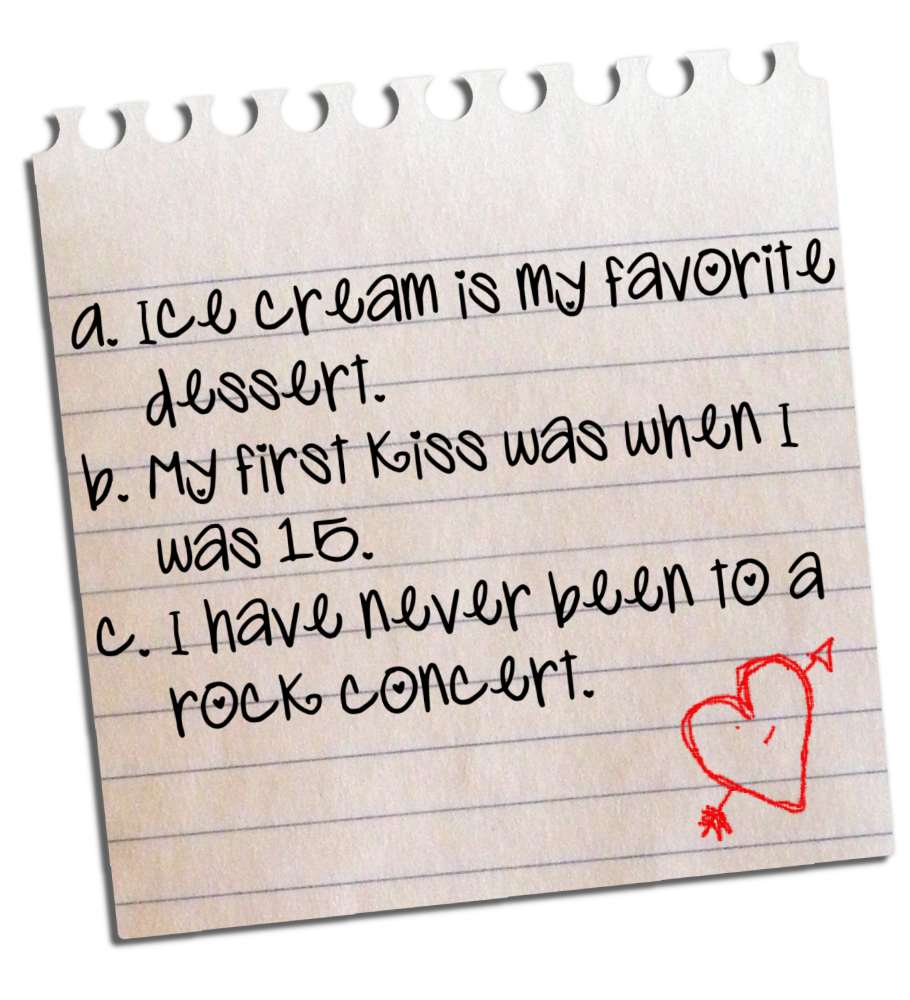 a. Ice cream is my favorite
dessert.
b. My first kiss was when I
was 15.
c. I have never been to a
rock concert.